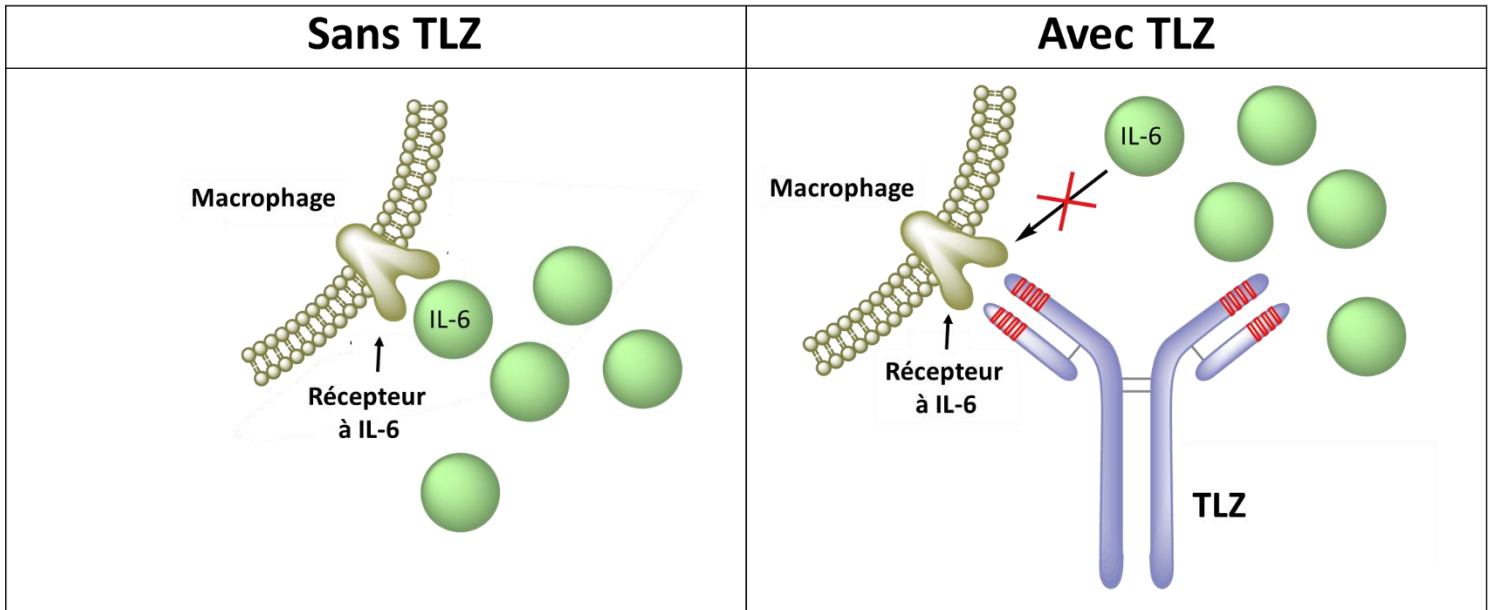 Sans TLZ
Avec TLZ
Macrophage
IL-6
Récepteur
à IL-6
Macrophage
IL-6
Récepteur
à IL-6
TLZ